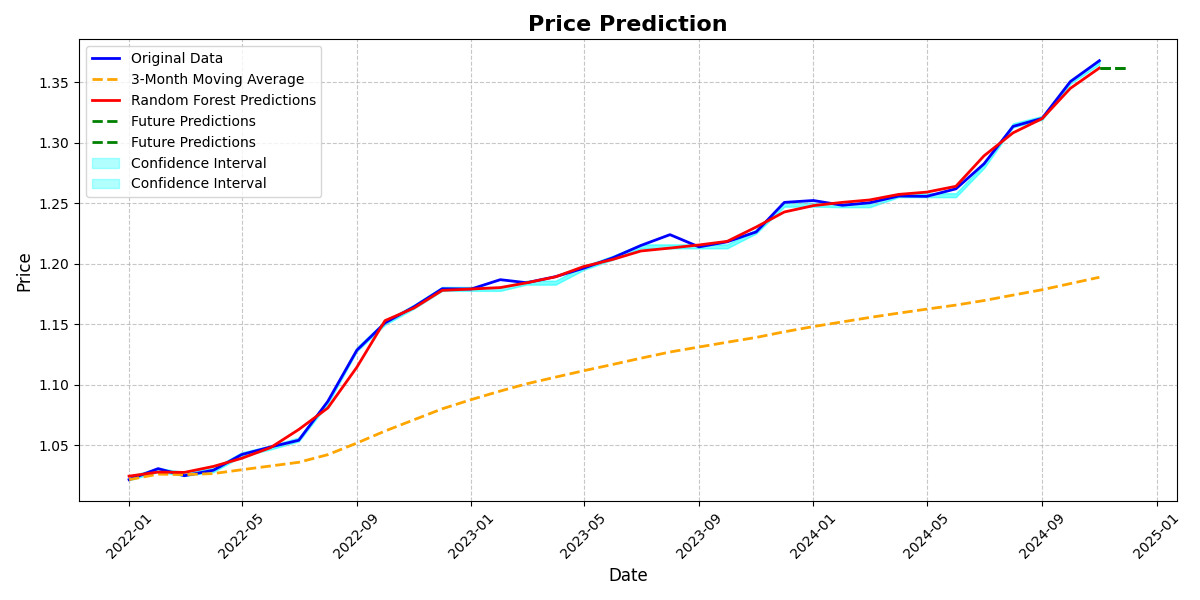 Price Prediction
Original Data
3-Month Moving Average
Random Forest Predictions
Future Predictions
Future Predictions
Confidence Interval
Confidence Interval
Price
1.35
1.30
1.25
1.20
1.15
1.10
1.05
2022-01
2022-05
2022-09
2023-01
2023-05
2023-09
2024-01
2024-05
2024-09
2025-01
Date